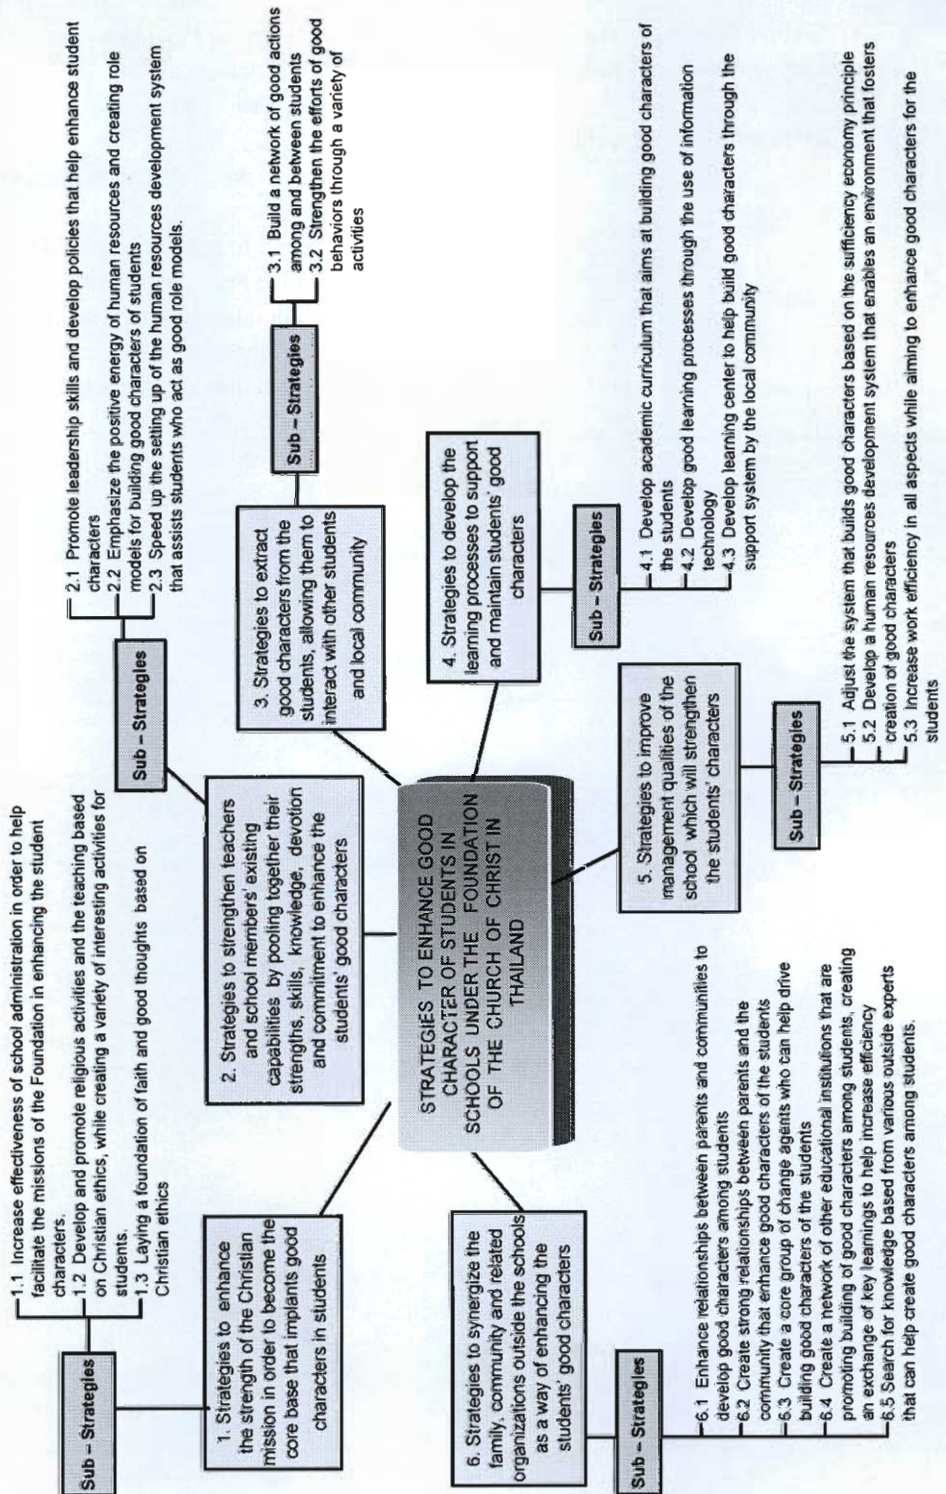 STRATEGIES TO ENHANCE GOOD
CHARACTER OF STUDENTS IN
SCHOOLS UNDER THE FOUNDATION
OF THE CHURCH OF CHRIST IN
THAILAND
1. Strategies to enhance
the strength of the Christian
mission in order to become the
core base that implants good
characters in students
Sub – Strategies
1.1 Increase effectiveness of school administration in order to help
facilitate the missions of the Foundation in enhancing the student
characters.
1.2 Develop and promote religious activities and the teaching based
on Christian ethics, while creating a variety of interesting activities for
students.
1.3 Laying a foundation of faith and good thoughts based on
Christian ethics
2. Strategies to strengthen teachers
and school members' existing
capabilities by pooling together their
strengths, skills, knowledge, devotion
and commitment to enhance the
students' good characters
Sub – Strategies
2.1 Promote leadership skills and develop policies that help enhance student
characters
2.2 Emphasize the positive energy of human resources and creating role
models for building good characters of students
2.3 Speed up the setting up of the human resources development system
that assists students who act as good role models.
3. Strategies to extract
good characters from the
students, allowing them to
interact with other students
and local community
Sub – Strategies
3.1 Build a network of good actions
among and between students
3.2 Strengthen the efforts of good
behaviors through a variety of
activities
4. Strategies to develop the
learning processes to support
and maintain students' good
characters
Sub – Strategies
4.1 Develop academic curriculum that aims at building good characters of
the students
4.2 Develop good learning processes through the use of information
technology
4.3 Develop learning center to help build good characters through the
support system by the local community
5. Strategies to improve
management qualities of the
school which will strengthen
the students' characters
Sub – Strategies
5.1 Adjust the system that builds good characters based on the sufficiency economy principle
5.2 Develop a human resources development system that enables an environment that fosters
creation of good characters
5.3 Increase work efficiency in all aspects while aiming to enhance good characters for the
students
6. Strategies to synergize the
family, community and related
organizations outside the schools
as way of enhancing the
students' good characters
Sub – Strategies
6.1 Enhance relationships between parents and communities to
develop good characters among students
6.2 Create strong relationships between parents and the
community that enhance good characters of the students
6.3 Create a core group of change agents who can help drive
building good characters of the students
6.4 Create a network of other educational institutions that are
promoting building of good characters among students, creating
an exchange of key learnings to help increase efficiency
6.5 Search for knowledge based from various outside experts
that can help create good characters among students.